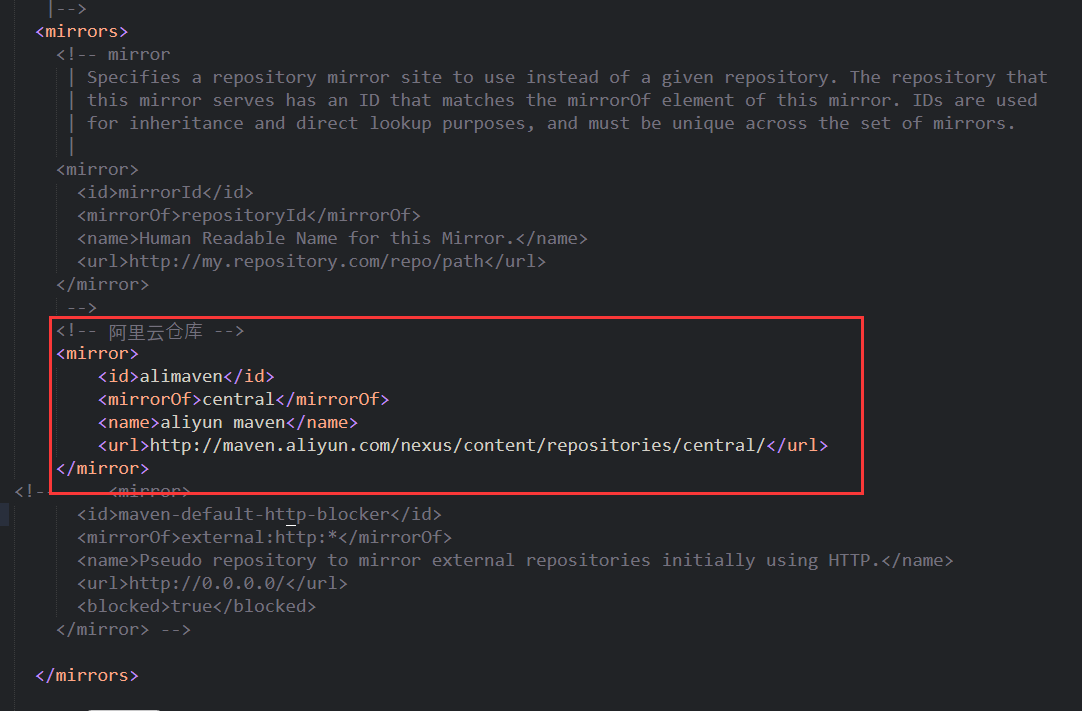 |-->
<mirrors>
<!-- mirror
| Specifies a repository mirror site to use instead of a given repository. The repository that
| this mirror serves has an ID that matches the mirrorOf element of this mirror. IDs are used
| for inheritance and direct lookup purposes, and must be unique across the set of mirrors.
|
<mirror>
<id>mirrorId</id>
<mirrorOf>repositoryId</mirrorOf>
<name>Human Readable Name for this Mirror.</name>
<url>http://my.repository.com/repo/path</url>
</mirror>
-->
<!-- 阿里云仓库 -->
<mirror>
<id>alimaven</id>
<mirrorOf>central</mirrorOf>
<name>aliyun maven</name>
<url>http://maven.aliyun.com/nexus/content/repositories/central/</url>
</mirror>
<!-- <mirror>
<id>maven-default-http-blocker</id>
<mirrorOf>external:http:*</mirrorOf>
<name>Pseudo repository to mirror external repositories initially using HTTP.</name>
<url>http://0.0.0.0/</url>
<blocked>true</blocked>
</mirror> -->
</mirrors>